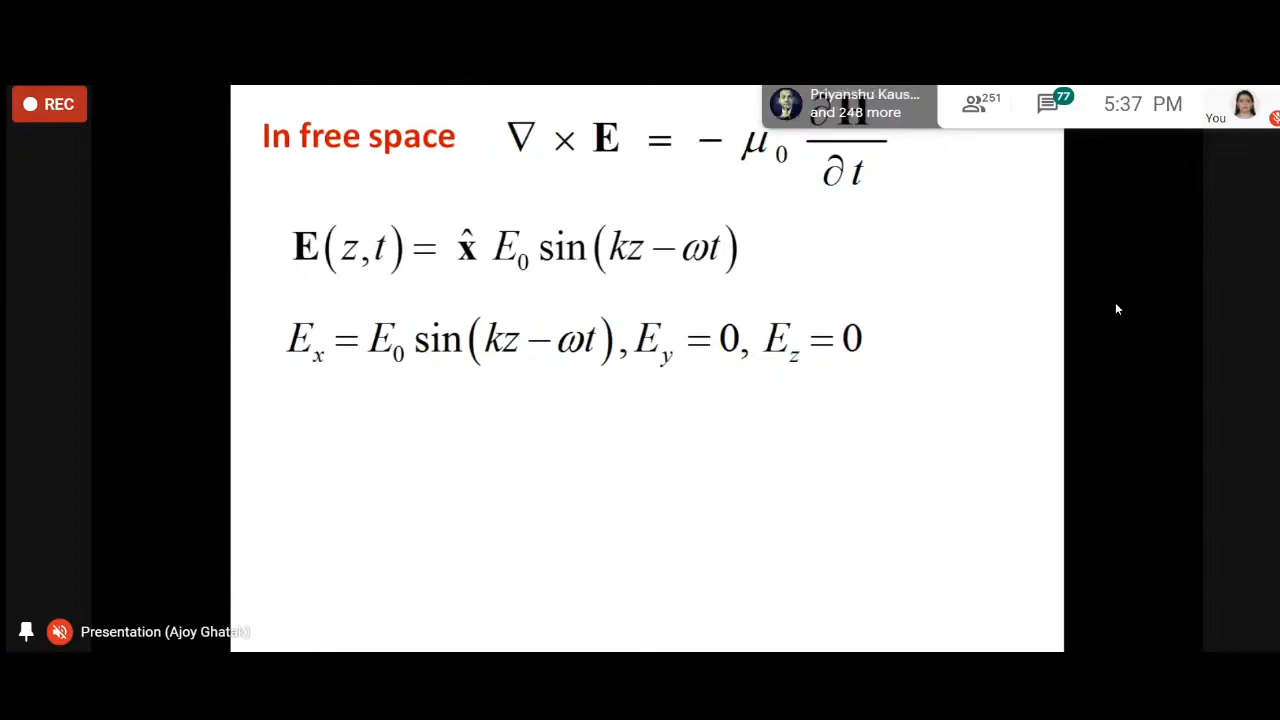 REC
Priyanshu Kaus...
and 248 more
251
77
5:37 PM
You
In free space ∇ × E = − μ₀ ∂H/∂t
E(z,t) = x̂ E₀ sin(kz − ωt)
Eₓ = E₀ sin(kz − ωt), E_y = 0, E_z = 0
Presentation (Ajoy Ghatak)